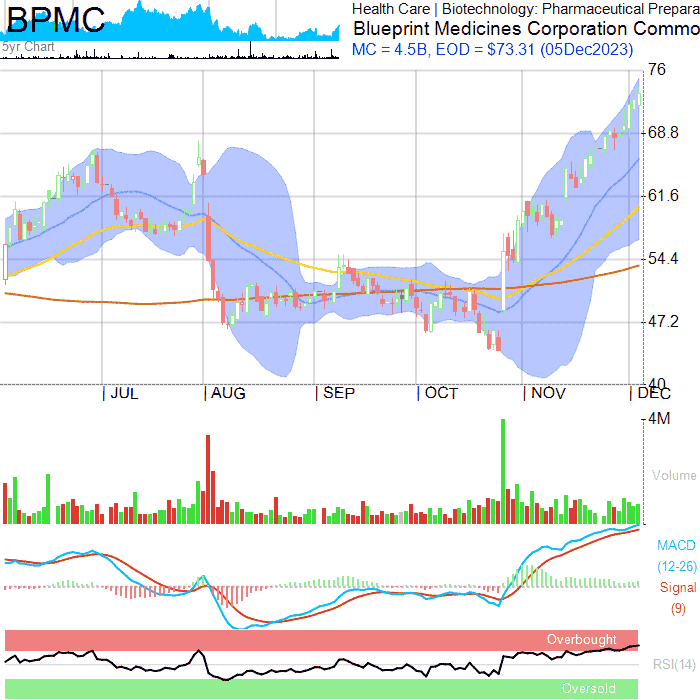 BPMC
5yr Chart
Health Care | Biotechnology: Pharmaceutical Prepara
Blueprint Medicines Corporation Commo
MC = 4.5B, EOD = $73.31 (05Dec2023)
76
68.8
61.6
54.4
47.2
40
JUL AUG SEP OCT NOV DEC
4M
Volume
MACD
(12-26)
Signal
(9)
Overbought
RSI(14)
Oversold